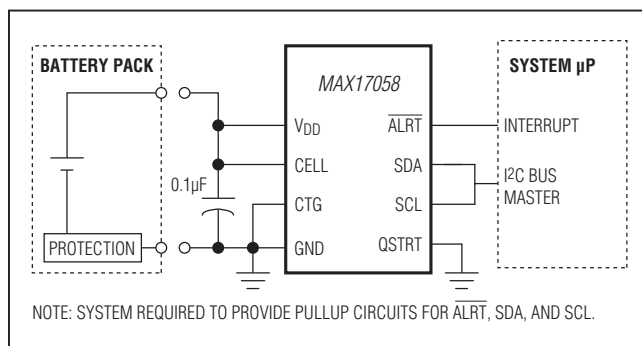 BATTERY PACK
PROTECTION
0.1µF
MAX17058
VDD
CELL
CTG
GND
ALRT
SDA
SCL
QSTRT
SYSTEM µP
INTERRUPT
I²C BUS
MASTER
NOTE: SYSTEM REQUIRED TO PROVIDE PULLUP CIRCUITS FOR ALRT, SDA, AND SCL.